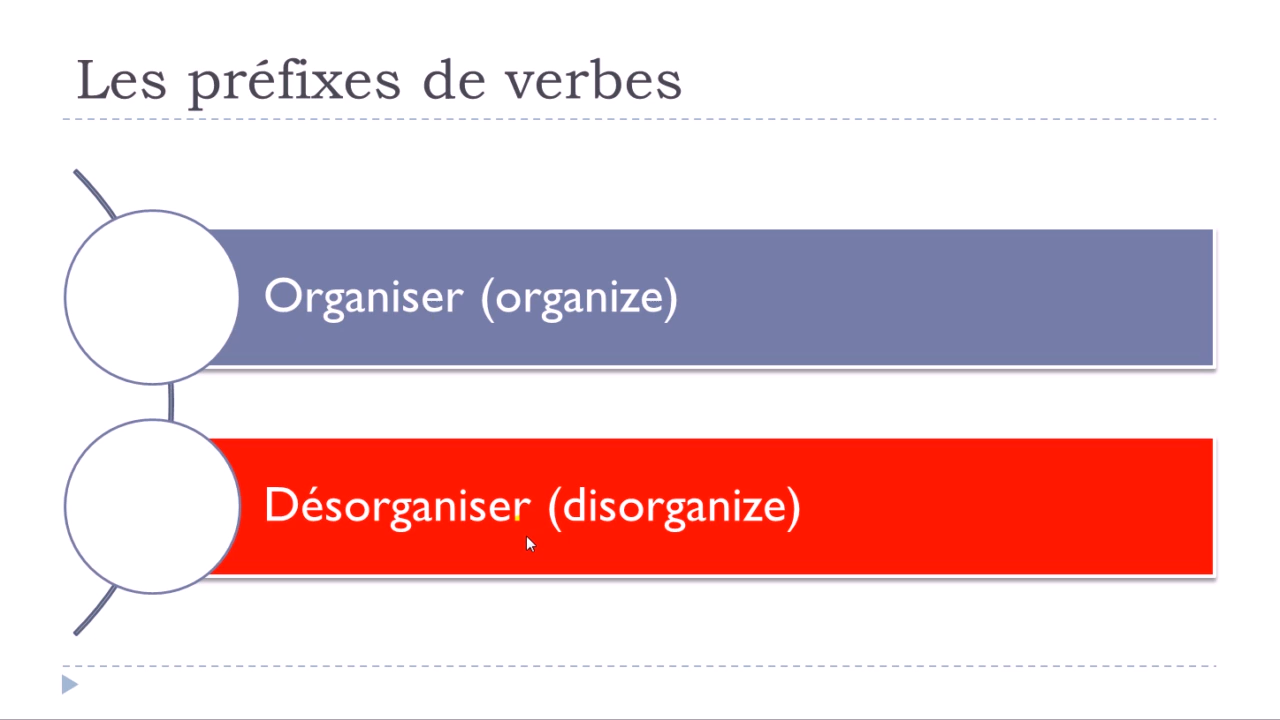 Les préfixes de verbes
Organiser (organize)
Désorganiser (disorganize)